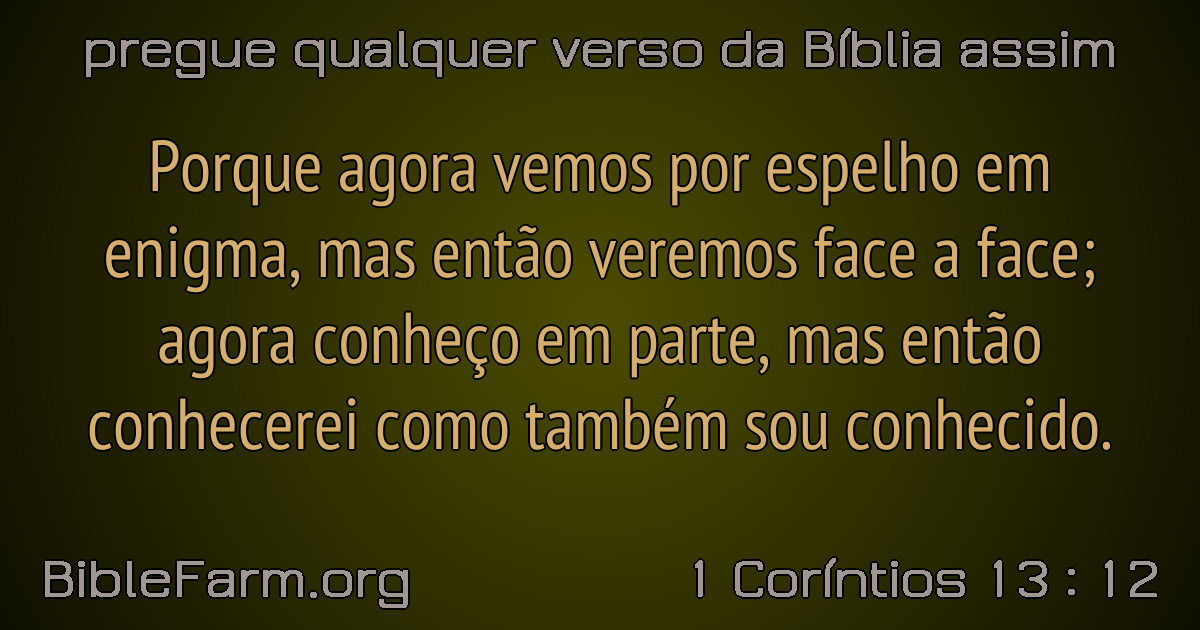 pregue qualquer verso da Bíblia assim
Porque agora vemos por espelho em
enigma, mas então veremos face a face;
agora conheço em parte, mas então
conhecerei como também sou conhecido.
BibleFarm.org
1 Coríntios 13 : 12